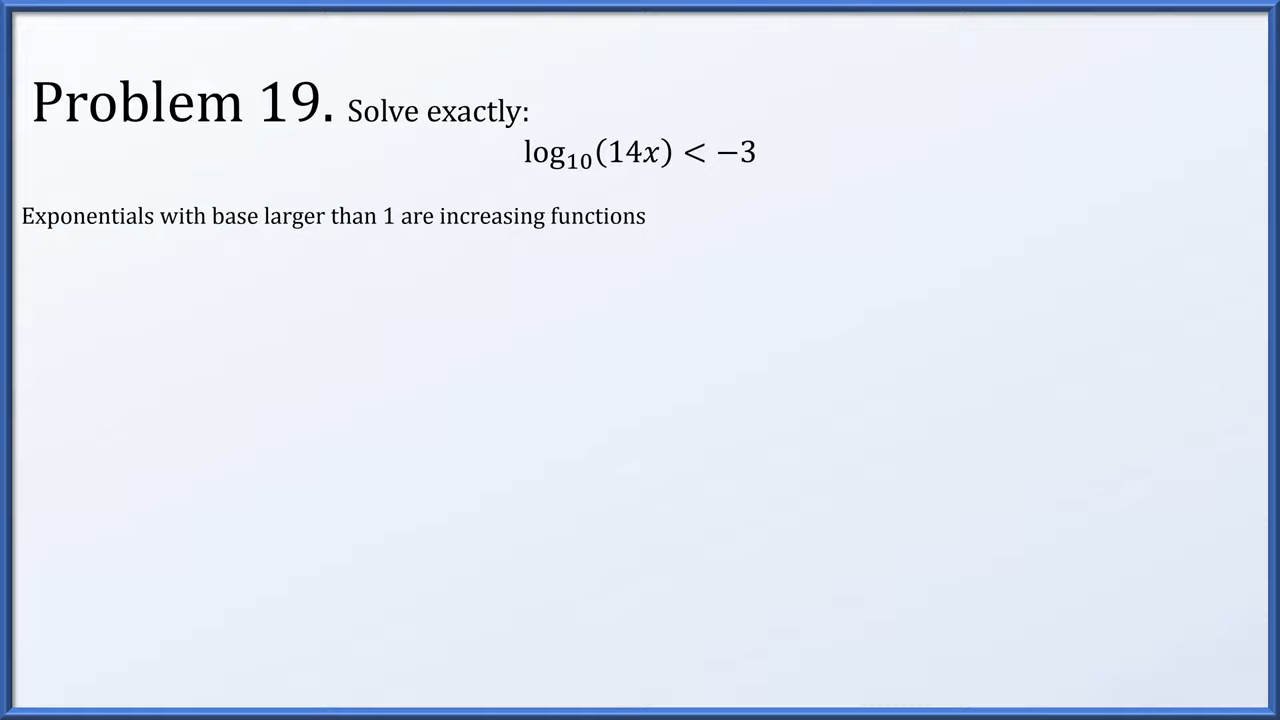 Problem 19. Solve exactly:
log₁₀(14x) < −3
Exponentials with base larger than 1 are increasing functions